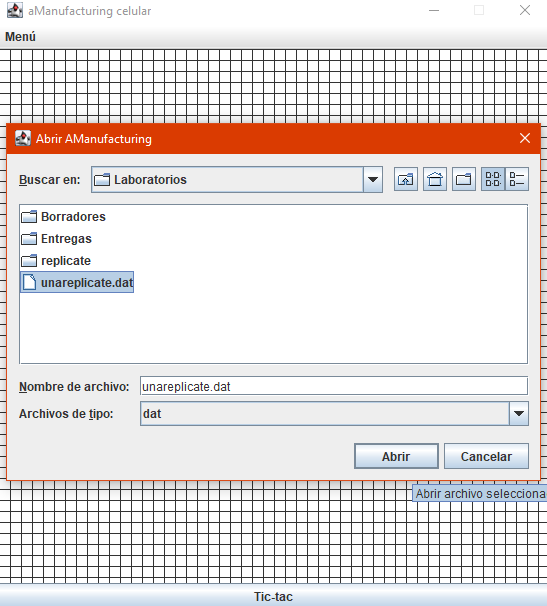 aManufacturing celular
Menú
Abrir AManufacturing
Buscar en: Laboratorios
Borradores
Entregas
replicate
unareplicate.dat
Nombre de archivo: unareplicate.dat
Archivos de tipo: dat
Abrir Cancelar
Abrir archivo selecciona
Tic-tac